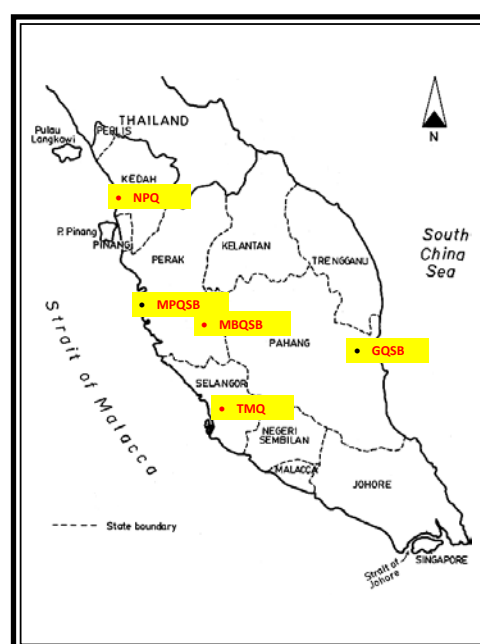 THAILAND
Pulau
Langkawi
PERLIS
KEDAH
NPQ
P. Pinang
PINANG
PERAK
KELANTAN
TRENGGANU
South
China
Sea
N
MPQSB
MBQSB
PAHANG
GQSB
Strait of Malacca
SELANGOR
TMQ
NEGERI
SEMBILAN
MALACCA
JOHORE
State boundary
Strait of
Johore
SINGAPORE